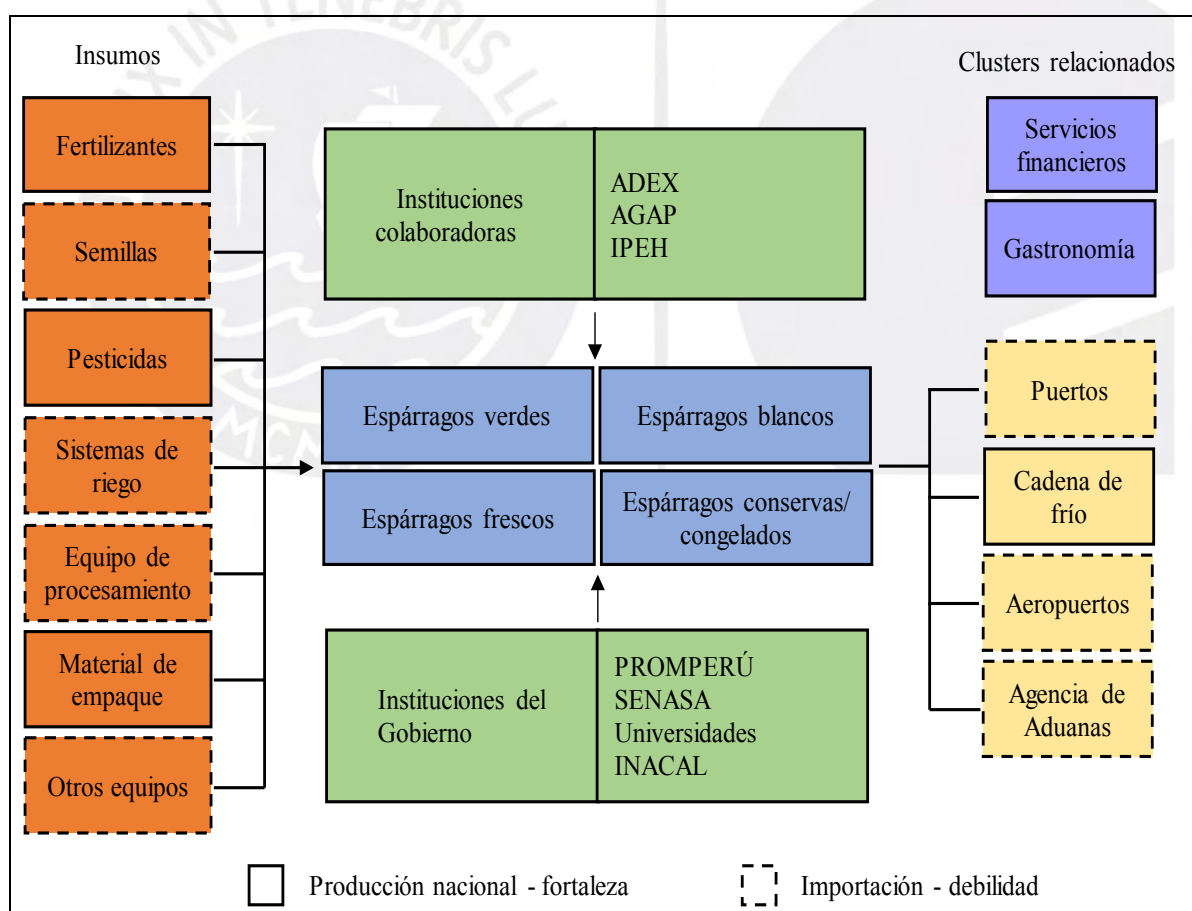 Insumos
Fertilizantes
Semillas
Pesticidas
Sistemas de
riego
Equipo de
procesamiento
Material de
empaque
Otros equipos
Instituciones
colaboradoras
ADEX
AGAP
IPEH
Espárragos verdes
Espárragos blancos
Espárragos frescos
Espárragos conservas/
congelados
Instituciones del
Gobierno
PROMPERÚ
SENASA
Universidades
INACAL
Clusters relacionados
Servicios
financieros
Gastronomía
Puertos
Cadena de
frío
Aeropuertos
Agencia de
Aduanas
Producción nacional - fortaleza
Importación - debilidad